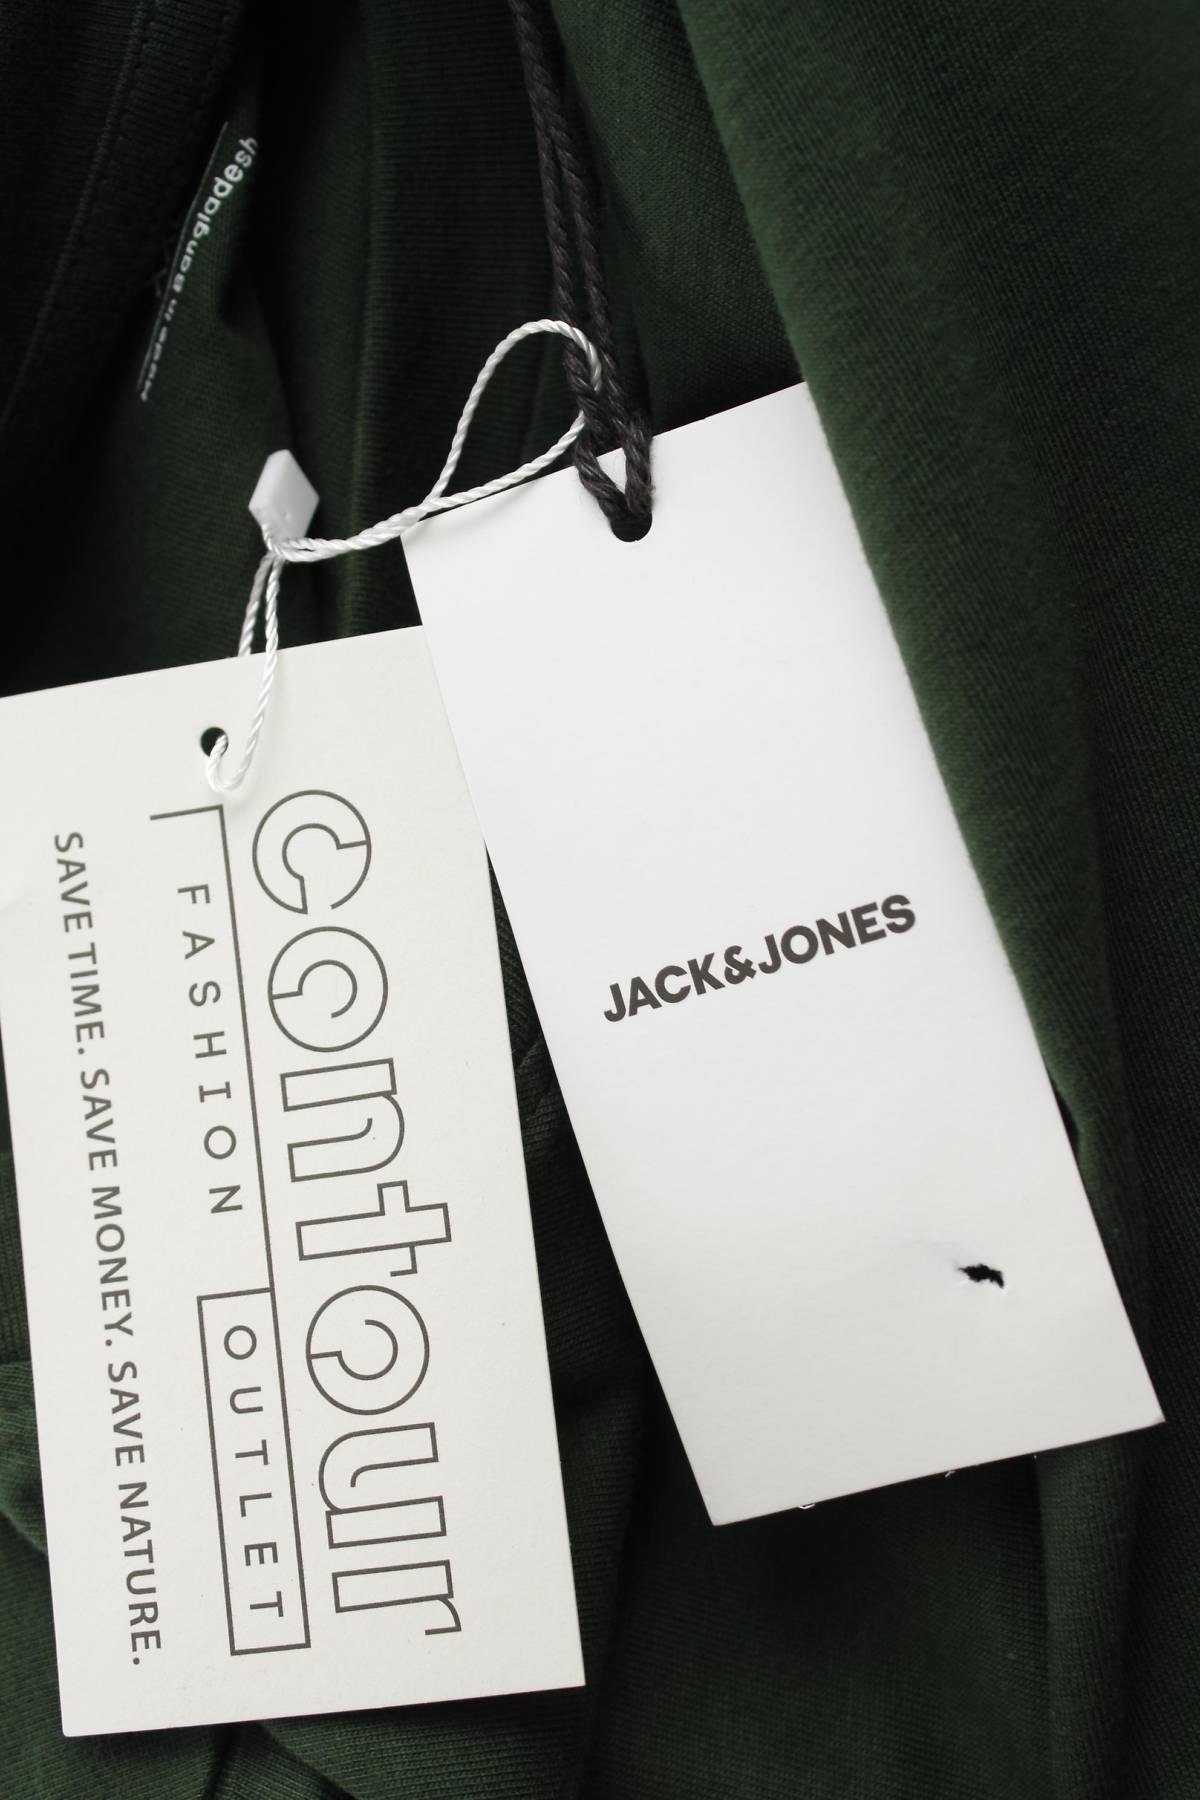 Made in Bangladesh
JACK&JONES
contour
FASHION OUTLET
SAVE TIME. SAVE MONEY. SAVE NATURE.